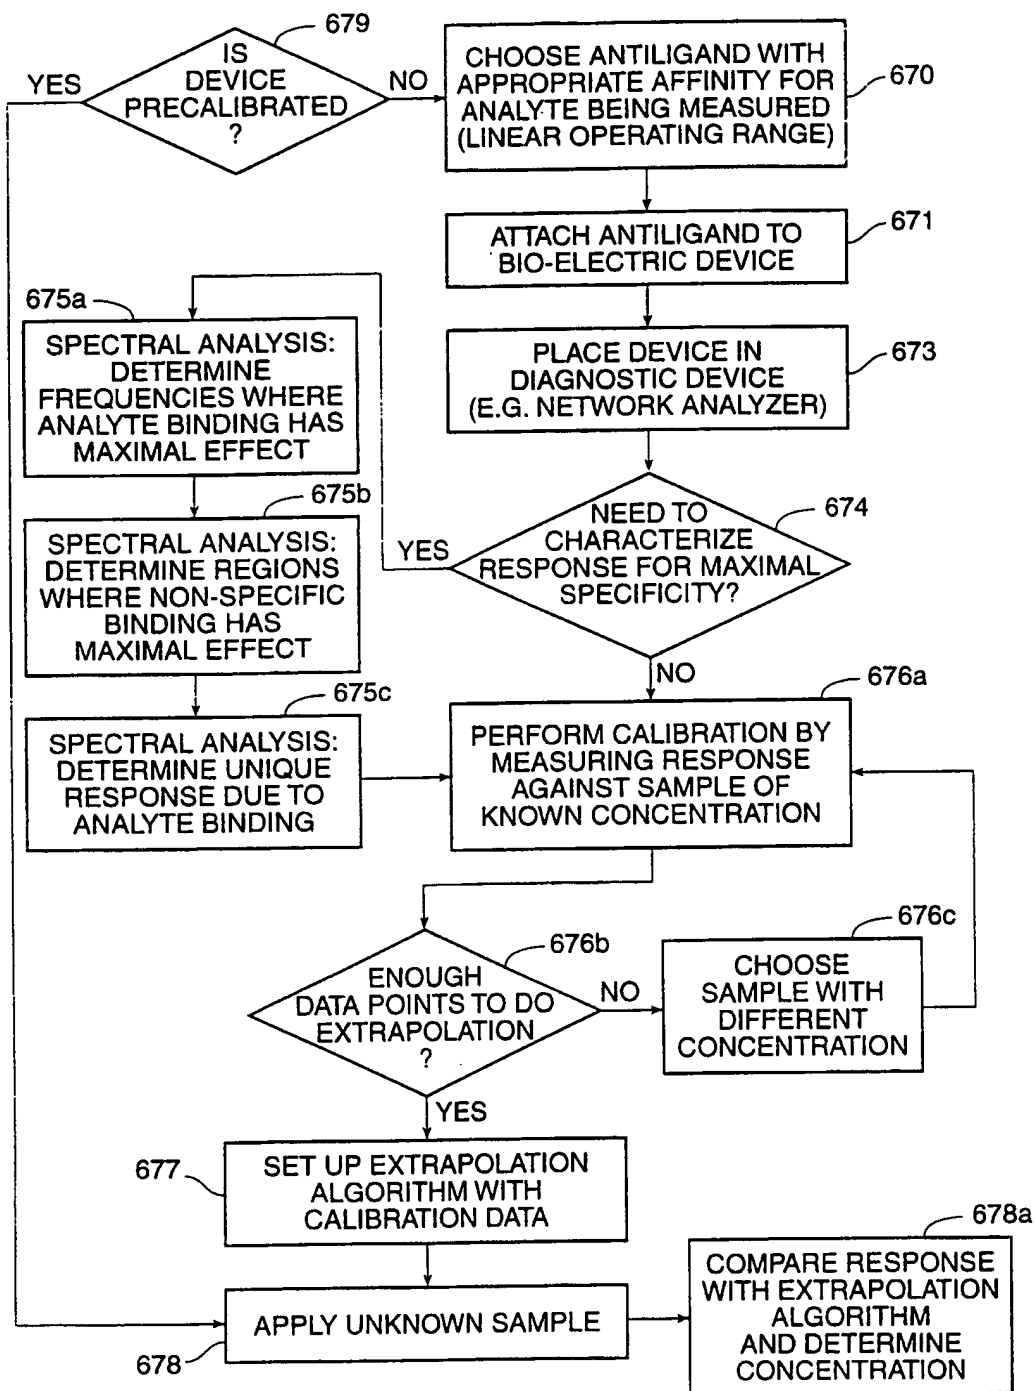 679
IS
DEVICE
PRECALIBRATED
?
YES
NO
CHOOSE ANTILIGAND WITH
APPROPRIATE AFFINITY FOR
ANALYTE BEING MEASURED
(LINEAR OPERATING RANGE)
670
ATTACH ANTILIGAND TO
BIO-ELECTRIC DEVICE
671
PLACE DEVICE IN
DIAGNOSTIC DEVICE
(E.G. NETWORK ANALYZER)
673
NEED TO
CHARACTERIZE
RESPONSE FOR MAXIMAL
SPECIFICITY?
674
YES
NO
675a
SPECTRAL ANALYSIS:
DETERMINE
FREQUENCIES WHERE
ANALYTE BINDING HAS
MAXIMAL EFFECT
675b
SPECTRAL ANALYSIS:
DETERMINE REGIONS
WHERE NON-SPECIFIC
BINDING HAS
MAXIMAL EFFECT
675c
SPECTRAL ANALYSIS:
DETERMINE UNIQUE
RESPONSE DUE TO
ANALYTE BINDING
676a
PERFORM CALIBRATION BY
MEASURING RESPONSE
AGAINST SAMPLE OF
KNOWN CONCENTRATION
676b
ENOUGH
DATA POINTS TO DO
EXTRAPOLATION
?
NO
YES
676c
CHOOSE
SAMPLE WITH
DIFFERENT
CONCENTRATION
677
SET UP EXTRAPOLATION
ALGORITHM WITH
CALIBRATION DATA
678
APPLY UNKNOWN SAMPLE
678a
COMPARE RESPONSE
WITH EXTRAPOLATION
ALGORITHM
AND DETERMINE
CONCENTRATION